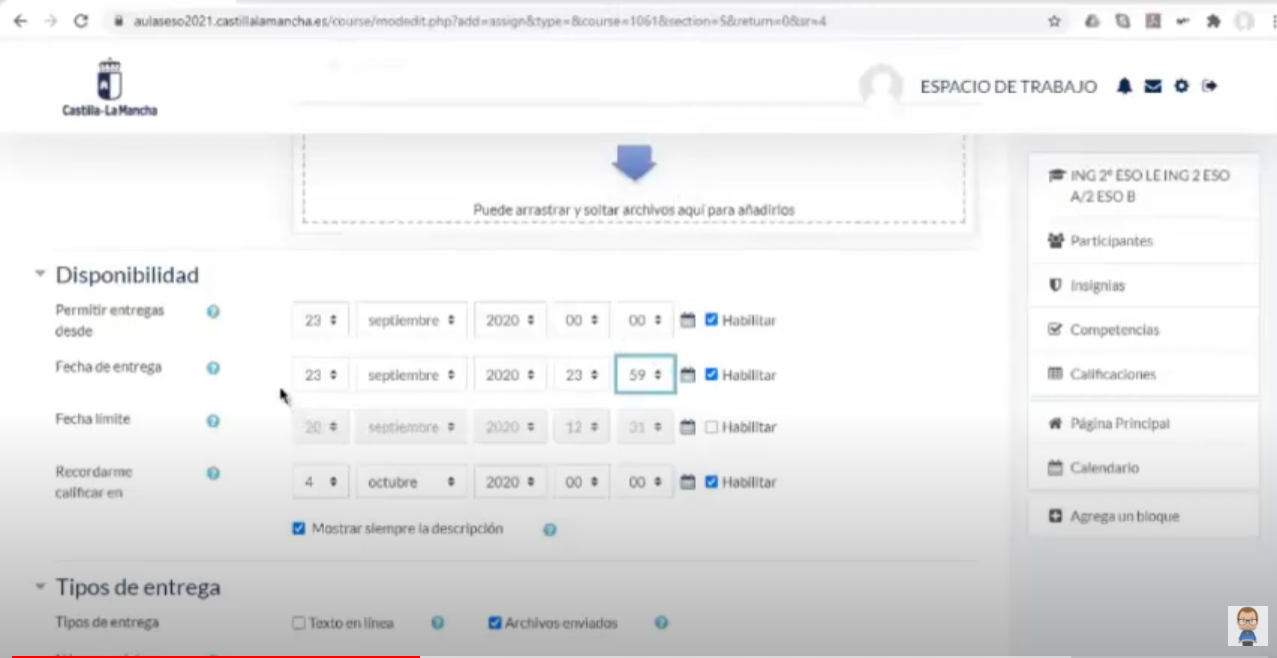 aulaseso2021.castillalamancha.es/course/modedit.php?add=assign&type=&course=1061&section=5&return=0&sr=4
Castilla-La Mancha
ESPACIO DE TRABAJO
Puede arrastrar y soltar archivos aquí para añadirlos
Disponibilidad
Permitir entregas
desde
23 septiembre 2020 00 00 Habilitar
Fecha de entrega
23 septiembre 2020 23 59 Habilitar
Fecha límite
20 septiembre 2020 12 31 Habilitar
Recordarme
calificar en
4 octubre 2020 00 00 Habilitar
Mostrar siempre la descripción
Tipos de entrega
Tipos de entrega
Texto en línea
Archivos enviados
ING 2º ESO LE ING 2 ESO
A/2 ESO B
Participantes
Insignias
Competencias
Calificaciones
Página Principal
Calendario
Agrega un bloque